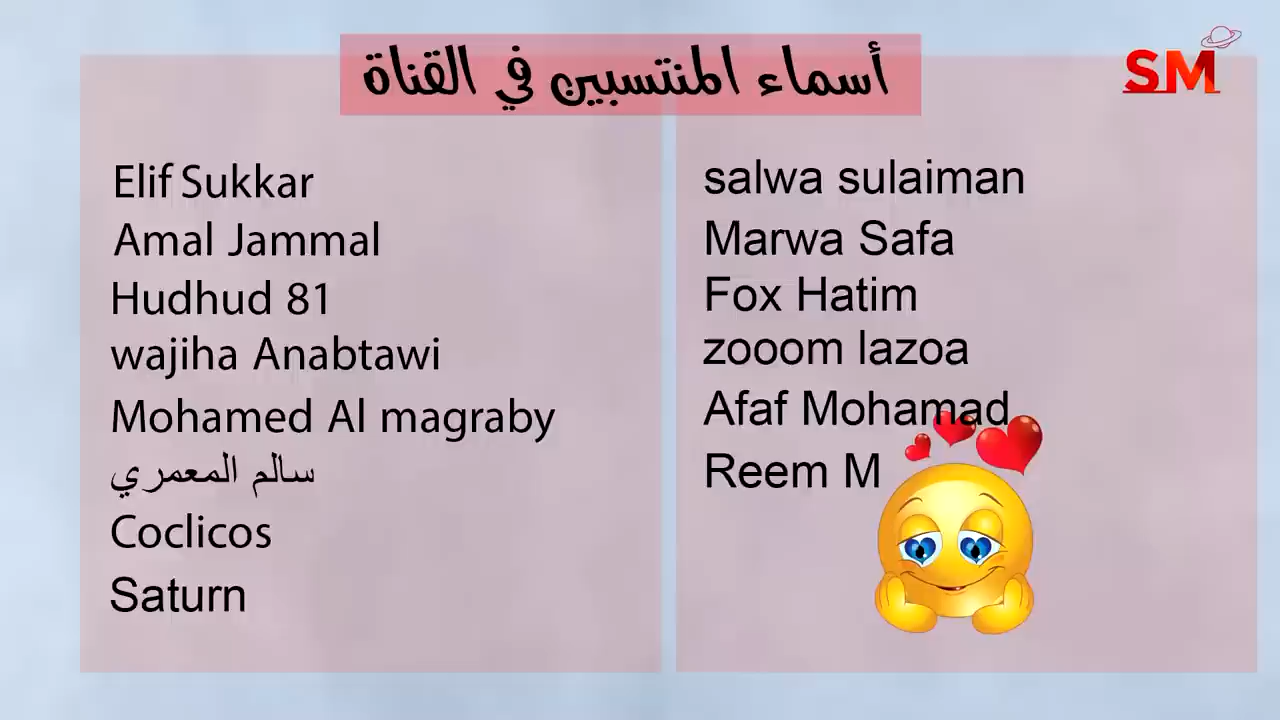 أسماء المنتسبين في القناة
SM
Elif Sukkar
Amal Jammal
Hudhud 81
wajiha Anabtawi
Mohamed Al magraby
سالم المعمري
Coclicos
Saturn
salwa sulaiman
Marwa Safa
Fox Hatim
zooom lazoa
Afaf Mohamad
Reem M